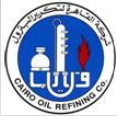 شركة القاهرة لتكرير البترول
CAIRO OIL REFINING Co.